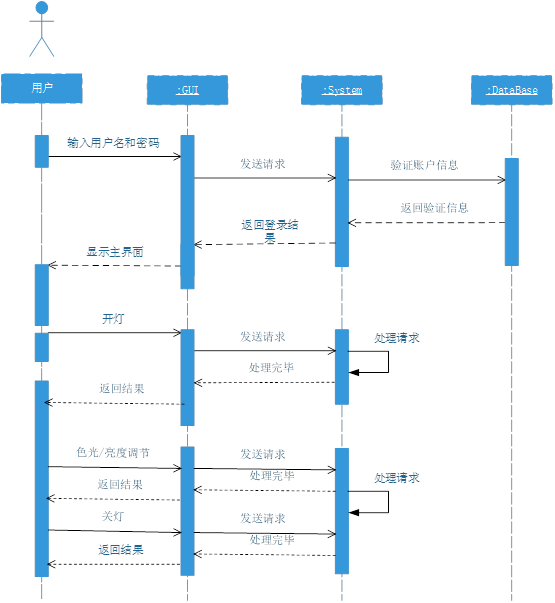 用户
:GUI
:System
:DataBase
输入用户名和密码
发送请求
验证账户信息
返回验证信息
返回登录结
果
显示主界面
开灯
发送请求
处理请求
处理完毕
返回结果
色光/亮度调节
发送请求
处理完毕
处理请求
返回结果
关灯
发送请求
处理完毕
返回结果